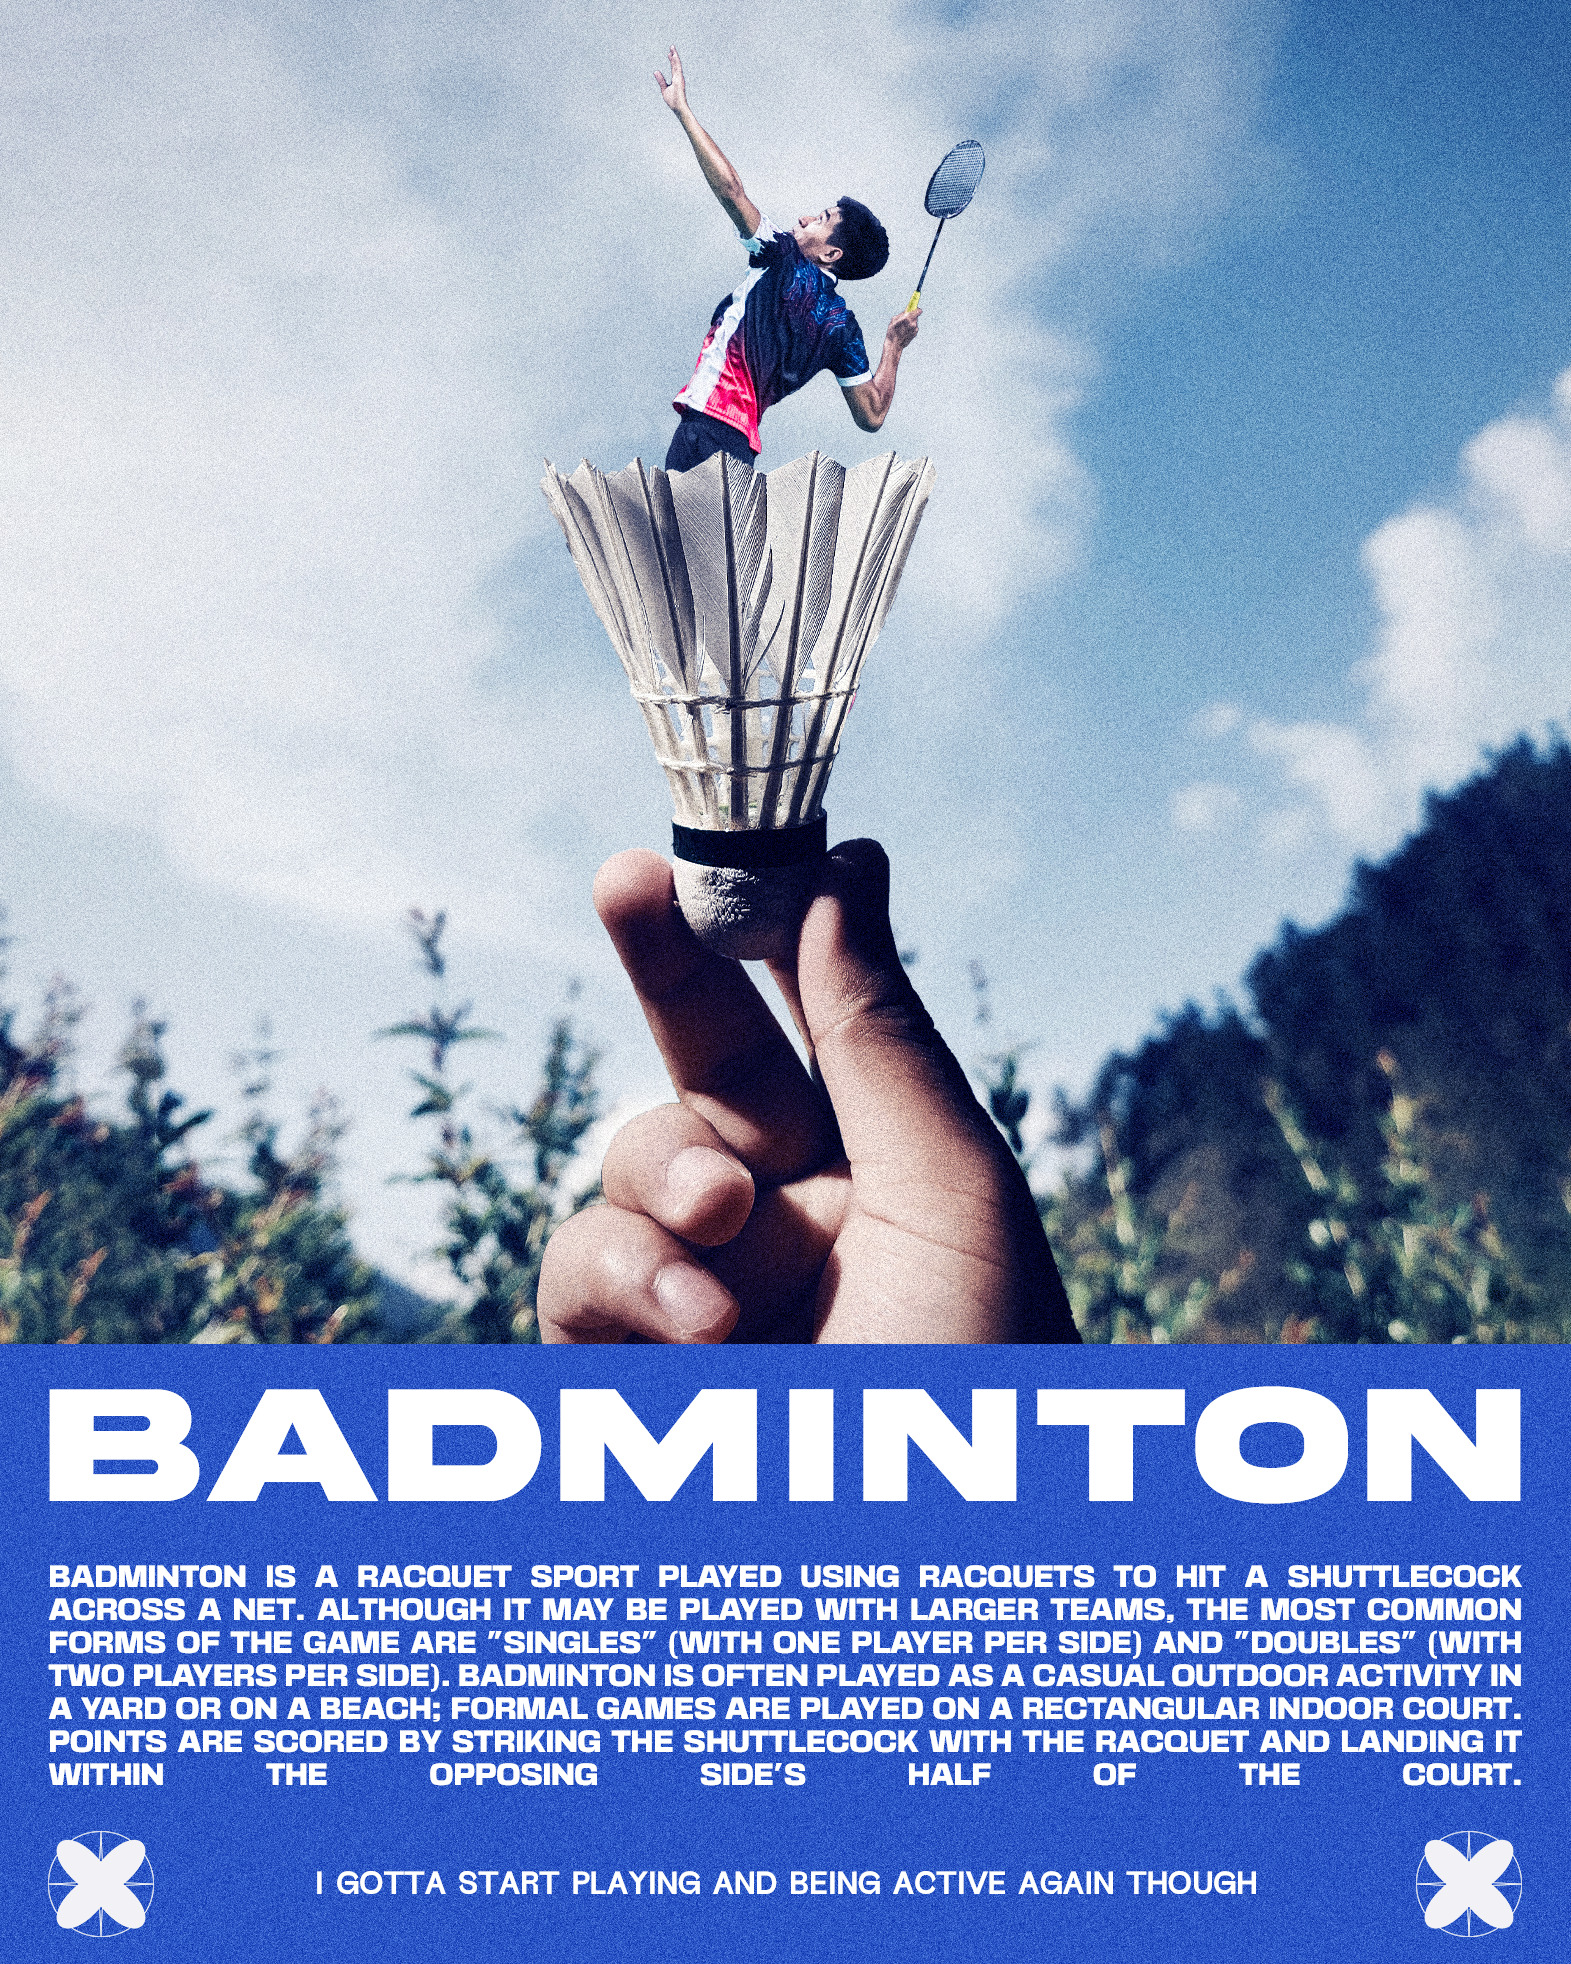 BADMINTON
BADMINTON IS A RACQUET SPORT PLAYED USING RACQUETS TO HIT A SHUTTLECOCK
ACROSS A NET. ALTHOUGH IT MAY BE PLAYED WITH LARGER TEAMS, THE MOST COMMON
FORMS OF THE GAME ARE "SINGLES" (WITH ONE PLAYER PER SIDE) AND "DOUBLES" (WITH
TWO PLAYERS PER SIDE). BADMINTON IS OFTEN PLAYED AS A CASUAL OUTDOOR ACTIVITY IN
A YARD OR ON A BEACH; FORMAL GAMES ARE PLAYED ON A RECTANGULAR INDOOR COURT.
POINTS ARE SCORED BY STRIKING THE SHUTTLECOCK WITH THE RACQUET AND LANDING IT
WITHIN THE OPPOSING SIDE'S HALF OF THE COURT.
I GOTTA START PLAYING AND BEING ACTIVE AGAIN THOUGH